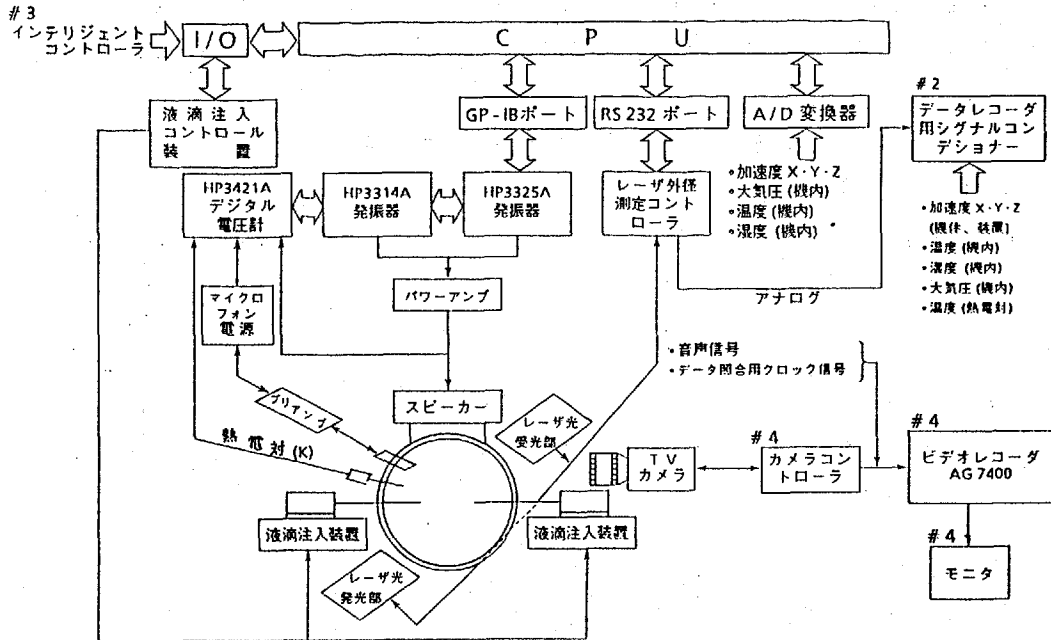 #3
インテリジェント
コントローラ
I/O
C P U
液滴注入
コントロール
装置
GP-IBポート
RS 232 ポート
A/D 変換器
#2
データレコーダ
用シグナルコン
デショナー
HP3421A
デジタル
電圧計
HP3314A
発振器
HP3325A
発振器
レーザ外径
測定コント
ローラ
•加速度 X・Y・Z
•大気圧 (機内)
•温度 (機内)
•湿度 (機内)
•加速度 X・Y・Z
(機体、装置)
•温度 (機内)
•湿度 (機内)
•大気圧 (機内)
•温度 (熱電対)
マイクロ
フォン
電源
パワーアンプ
アナログ
•音声信号
•データ照合用クロック信号
プリアンプ
熱電対 (K)
スピーカー
レーザ光
受光部
TV
カメラ
#4
カメラコン
トローラ
#4
ビデオレコーダ
AG 7400
液滴注入装置
液滴注入装置
レーザ光
発光部
#4
モニタ